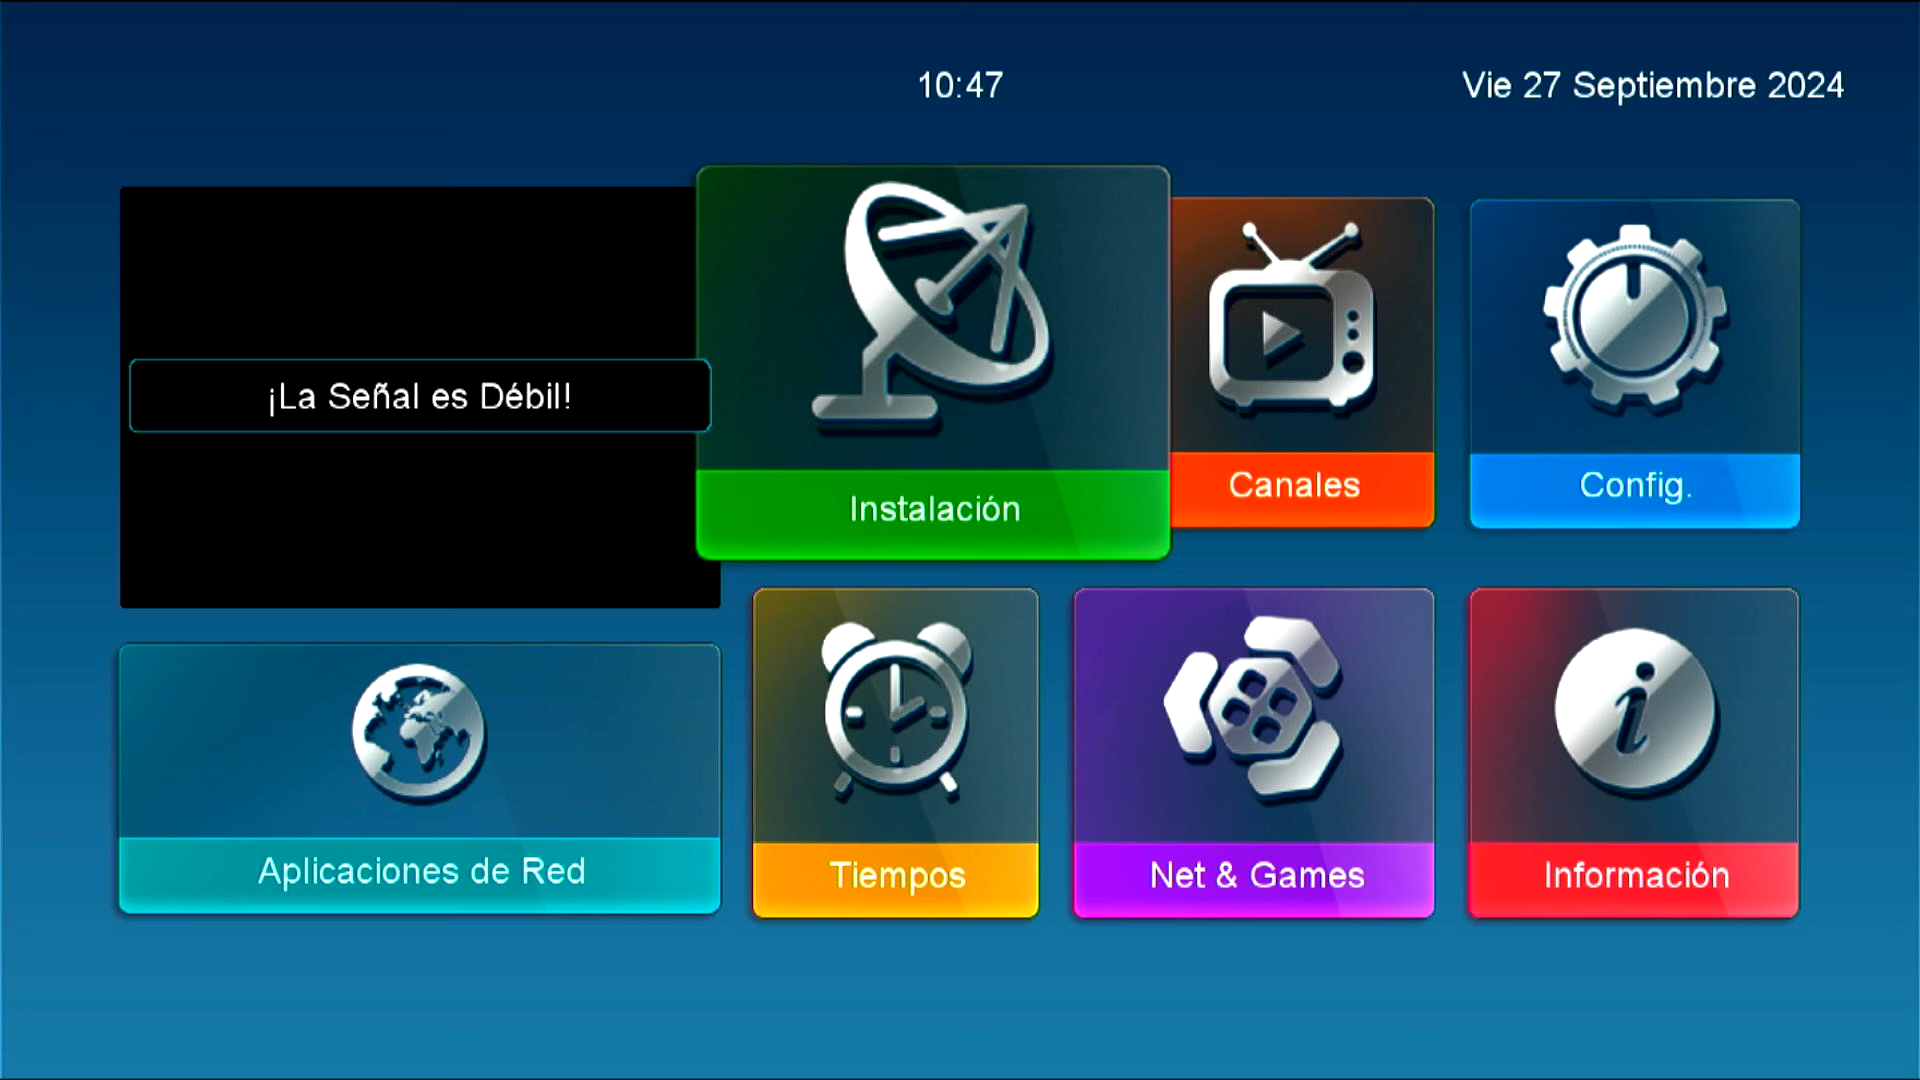 10:47
Vie 27 Septiembre 2024
¡La Señal es Débil!
Instalación
Canales
Config.
Aplicaciones de Red
Tiempos
Net & Games
Información